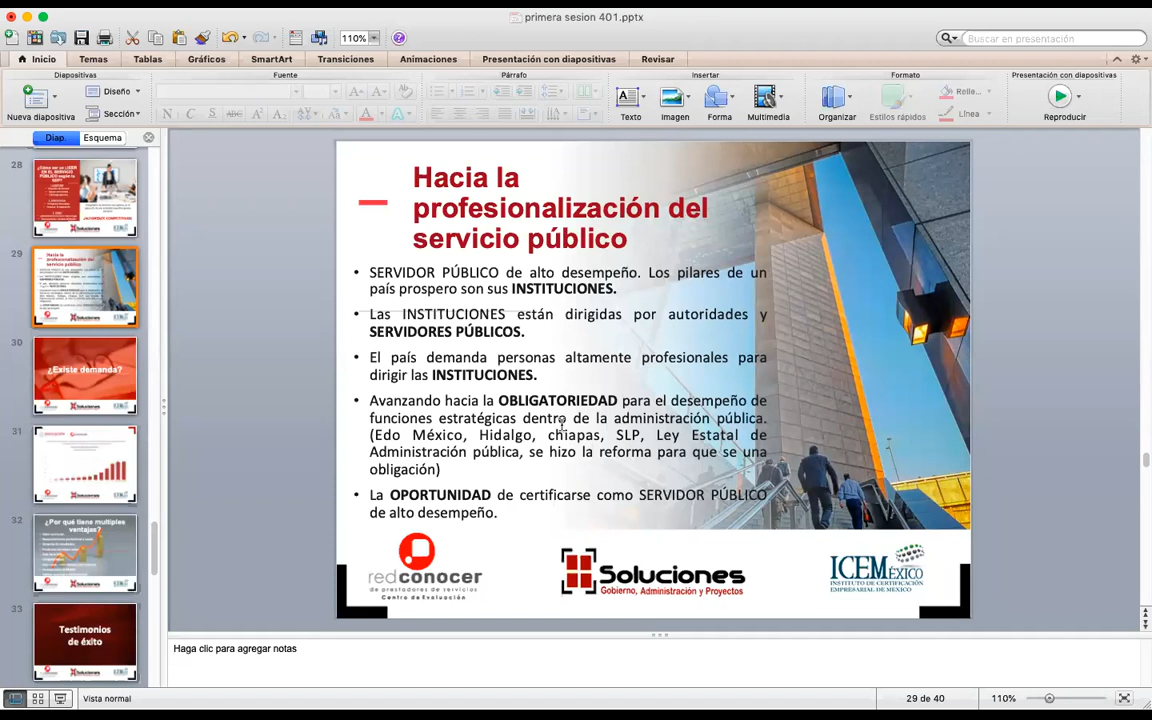 primera sesion 401.pptx
110%
Buscar en presentación
Inicio
Temas
Tablas
Gráficos
SmartArt
Transiciones
Animaciones
Presentación con diapositivas
Revisar
Diapositivas
Fuente
Párrafo
Insertar
Formato
Presentación con diapositivas
Nueva diapositiva
Diseño
Sección
Texto
Imagen
Forma
Multimedia
Organizar
Estilos rápidos
Relle...
Línea
Reproducir
Diap.
Esquema
28
29
30
¿Existe demanda?
31
32
¿Por qué tiene multiples
ventajas?
33
Testimonios
de éxito
Hacia la
profesionalización del
servicio público
• SERVIDOR PÚBLICO de alto desempeño. Los pilares de un
país prospero son sus INSTITUCIONES.
• Las INSTITUCIONES están dirigidas por autoridades y
SERVIDORES PÚBLICOS.
• El país demanda personas altamente profesionales para
dirigir las INSTITUCIONES.
• Avanzando hacia la OBLIGATORIEDAD para el desempeño de
funciones estratégicas dentro de la administración pública.
(Edo México, Hidalgo, chiapas, SLP, Ley Estatal de
Administración pública, se hizo la reforma para que se una
obligación)
• La OPORTUNIDAD de certificarse como SERVIDOR PÚBLICO
de alto desempeño.
redconocer
de prestadores de servicios
Centro de Evaluación
Soluciones
Gobierno, Administración y Proyectos
ICEMÉXICO
INSTITUTO DE CERTIFICACIÓN
EMPRESARIAL DE MÉXICO
Haga clic para agregar notas
Vista normal
29 de 40
110%